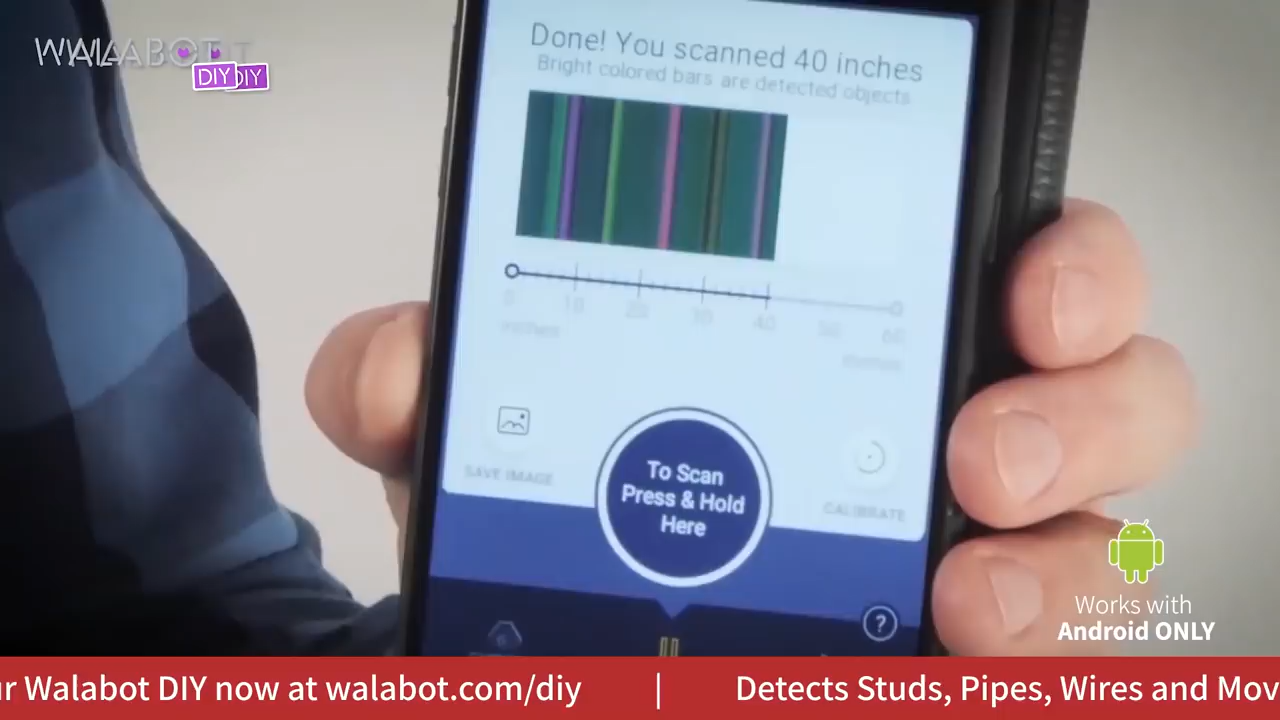 WALABOT
DIY
Done! You scanned 40 inches
Bright colored bars are detected objects
0 10 20 30 40 50 60
inches
SAVE IMAGE
To Scan
Press & Hold
Here
CALIBRATE
?
Works with
Android ONLY
r Walabot DIY now at walabot.com/diy | Detects Studs, Pipes, Wires and Mov